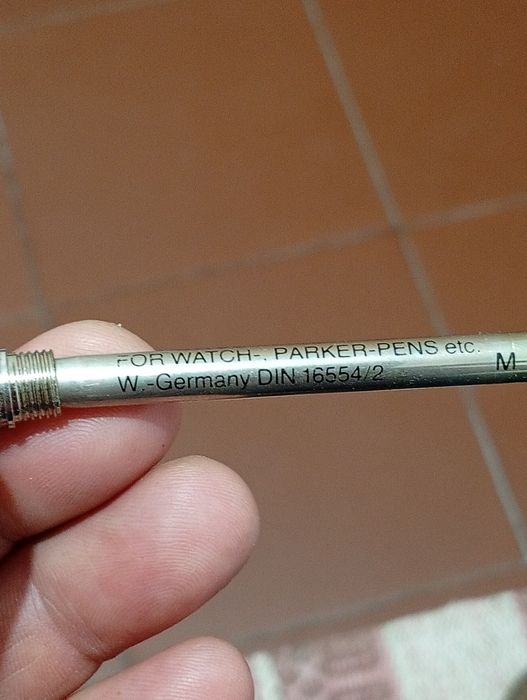 FOR WATCH-, PARKER-PENS etc.
W.-Germany DIN 16554/2
M